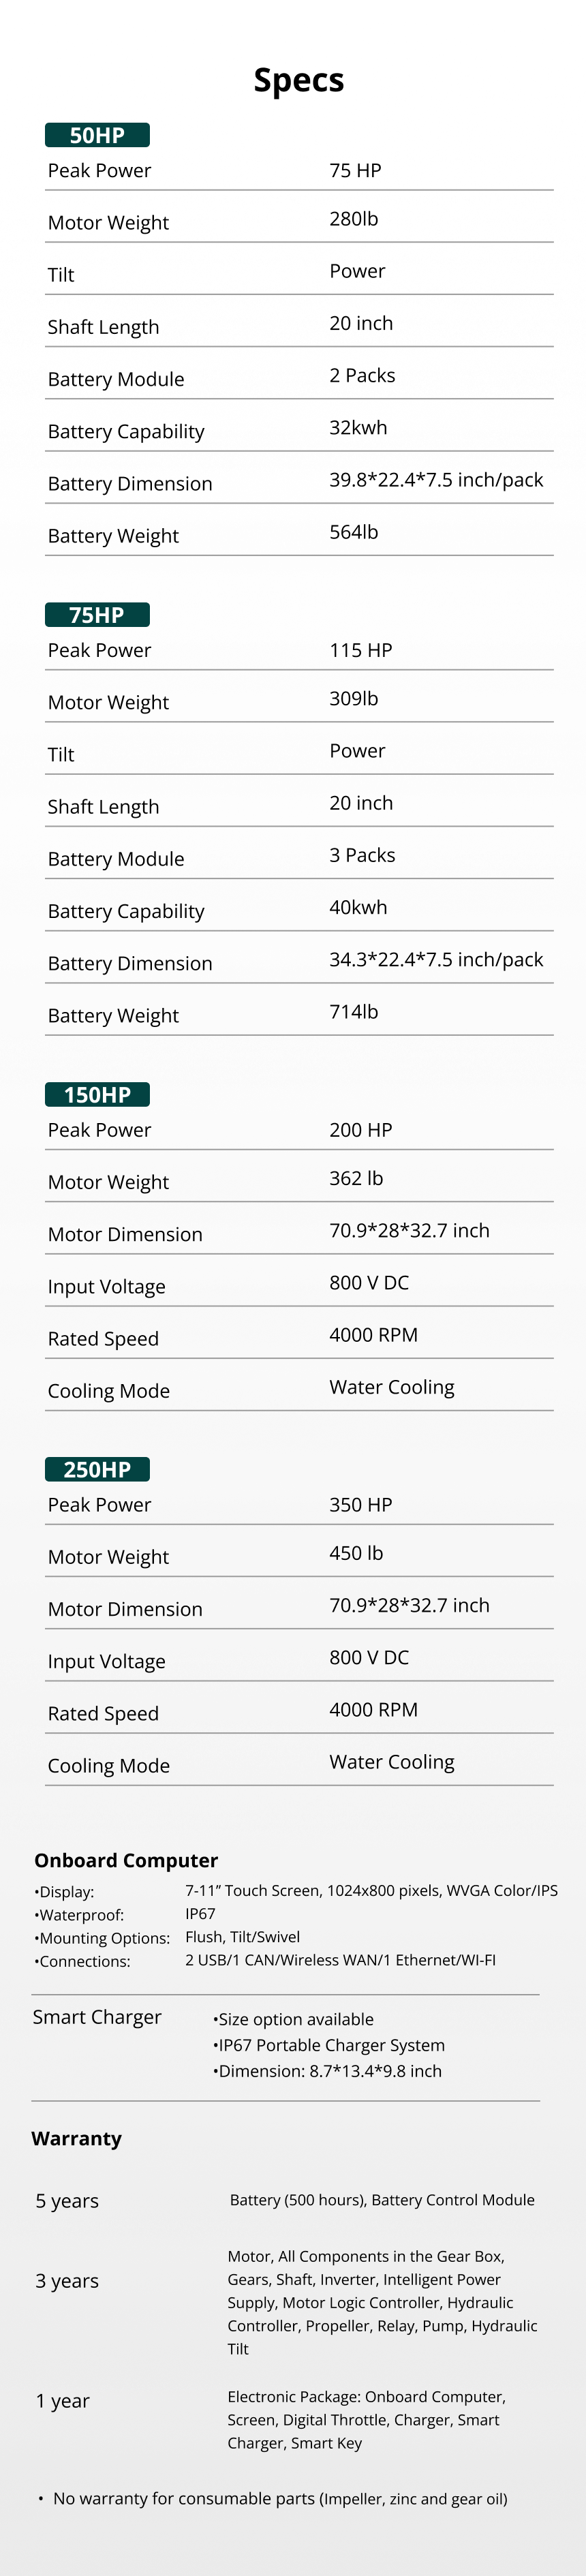 Specs
50HP
Peak Power 75 HP
Motor Weight 280lb
Tilt Power
Shaft Length 20 inch
Battery Module 2 Packs
Battery Capability 32kwh
Battery Dimension 39.8*22.4*7.5 inch/pack
Battery Weight 564lb
75HP
Peak Power 115 HP
Motor Weight 309lb
Tilt Power
Shaft Length 20 inch
Battery Module 3 Packs
Battery Capability 40kwh
Battery Dimension 34.3*22.4*7.5 inch/pack
Battery Weight 714lb
150HP
Peak Power 200 HP
Motor Weight 362 lb
Motor Dimension 70.9*28*32.7 inch
Input Voltage 800 V DC
Rated Speed 4000 RPM
Cooling Mode Water Cooling
250HP
Peak Power 350 HP
Motor Weight 450 lb
Motor Dimension 70.9*28*32.7 inch
Input Voltage 800 V DC
Rated Speed 4000 RPM
Cooling Mode Water Cooling
Onboard Computer
•Display: 7-11” Touch Screen, 1024x800 pixels, WVGA Color/IPS
•Waterproof: IP67
•Mounting Options: Flush, Tilt/Swivel
•Connections: 2 USB/1 CAN/Wireless WAN/1 Ethernet/WI-FI
Smart Charger •Size option available
•IP67 Portable Charger System
•Dimension: 8.7*13.4*9.8 inch
Warranty
5 years Battery (500 hours), Battery Control Module
3 years
Motor, All Components in the Gear Box,
Gears, Shaft, Inverter, Intelligent Power
Supply, Motor Logic Controller, Hydraulic
Controller, Propeller, Relay, Pump, Hydraulic
Tilt
1 year Electronic Package: Onboard Computer,
Screen, Digital Throttle, Charger, Smart
Charger, Smart Key
• No warranty for consumable parts (Impeller, zinc and gear oil)